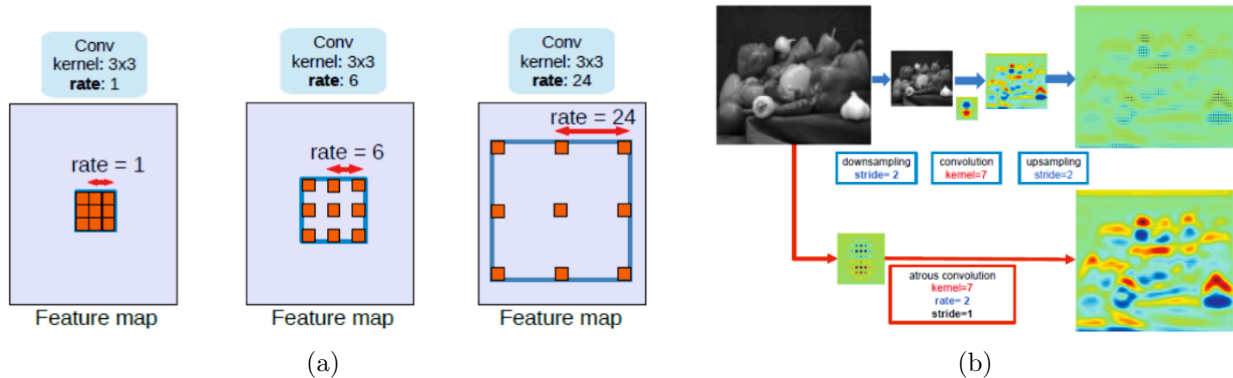 Conv
kernel: 3x3
rate: 1
rate = 1
Feature map
Conv
kernel: 3x3
rate: 6
rate = 6
Feature map
Conv
kernel: 3x3
rate: 24
rate = 24
Feature map
(a)
downsampling
stride= 2
convolution
kernel=7
upsampling
stride=2
atrous convolution
kernel=7
rate= 2
stride=1
(b)